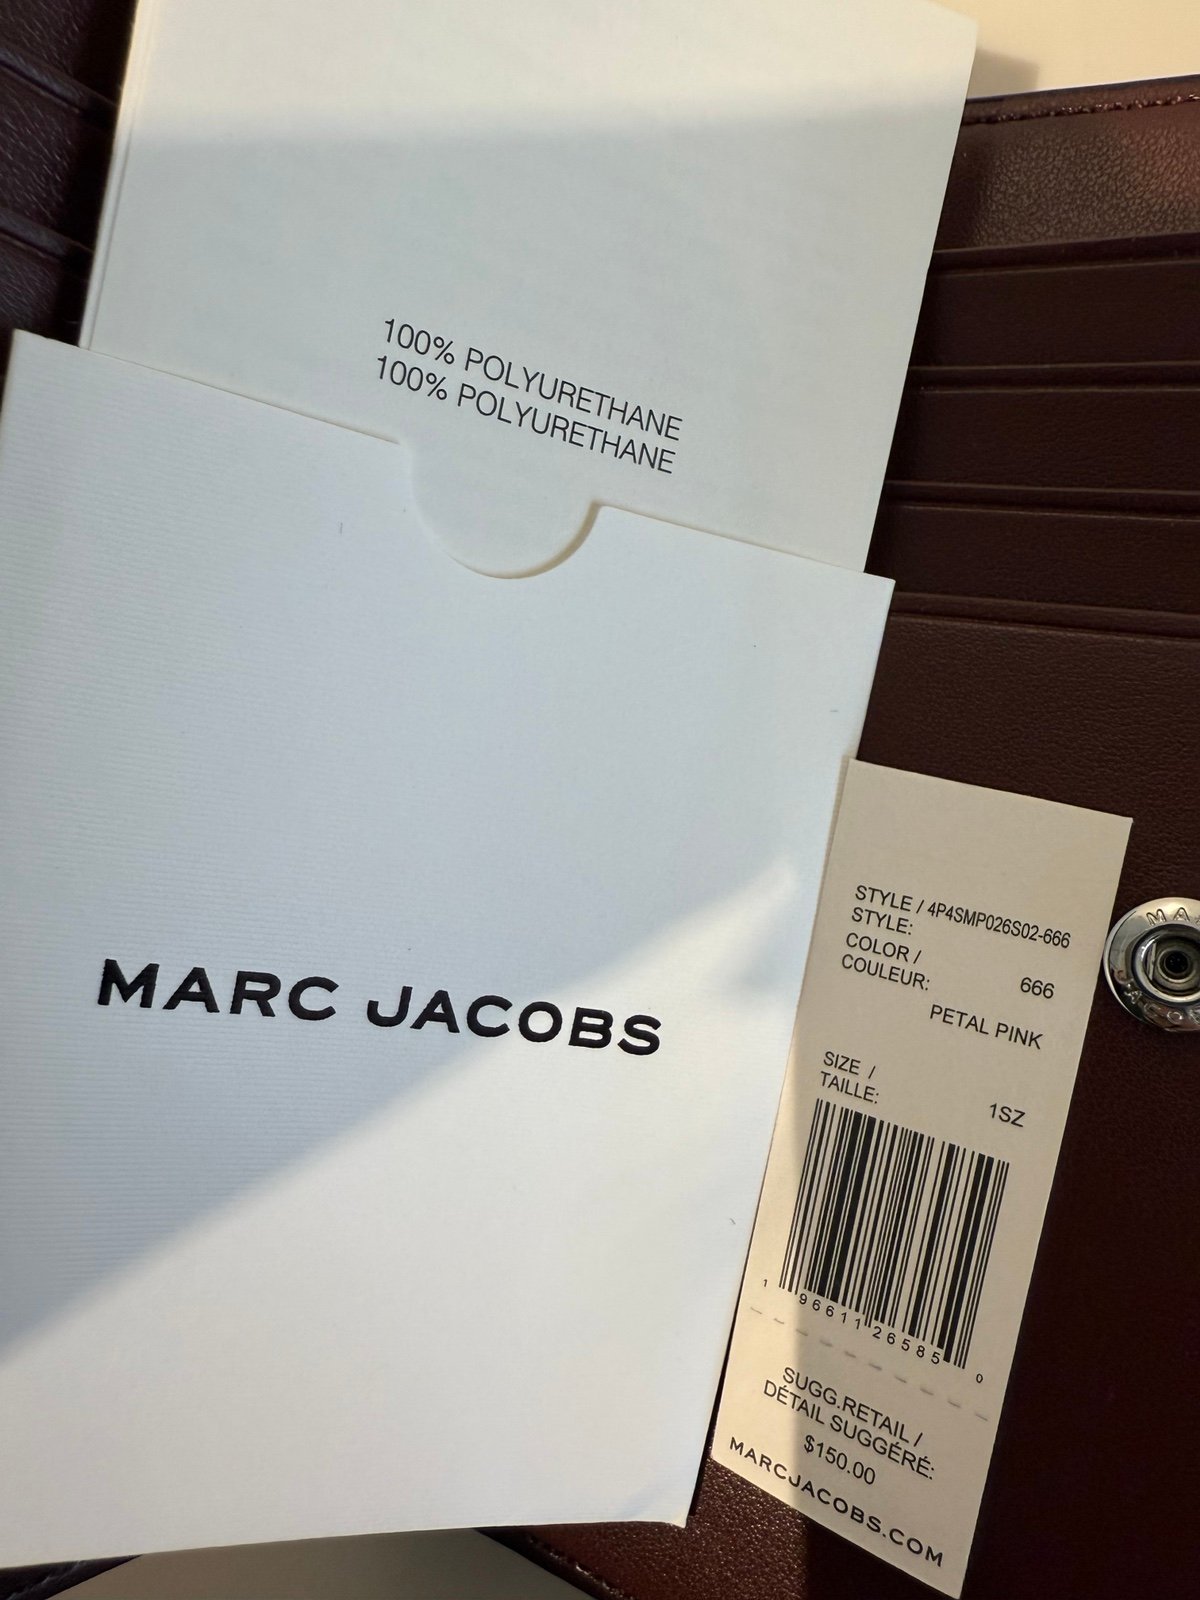 100% POLYURETHANE
100% POLYURETHANE
MARC JACOBS
STYLE / 4P4SMP026S02-666
STYLE:
COLOR / 666
COULEUR:
PETAL PINK
SIZE /
TAILLE: 1SZ
1 96611 26585 0
SUGG.RETAIL /
DÉTAIL SUGGÉRÉ:
$150.00
MARCJACOBS.COM